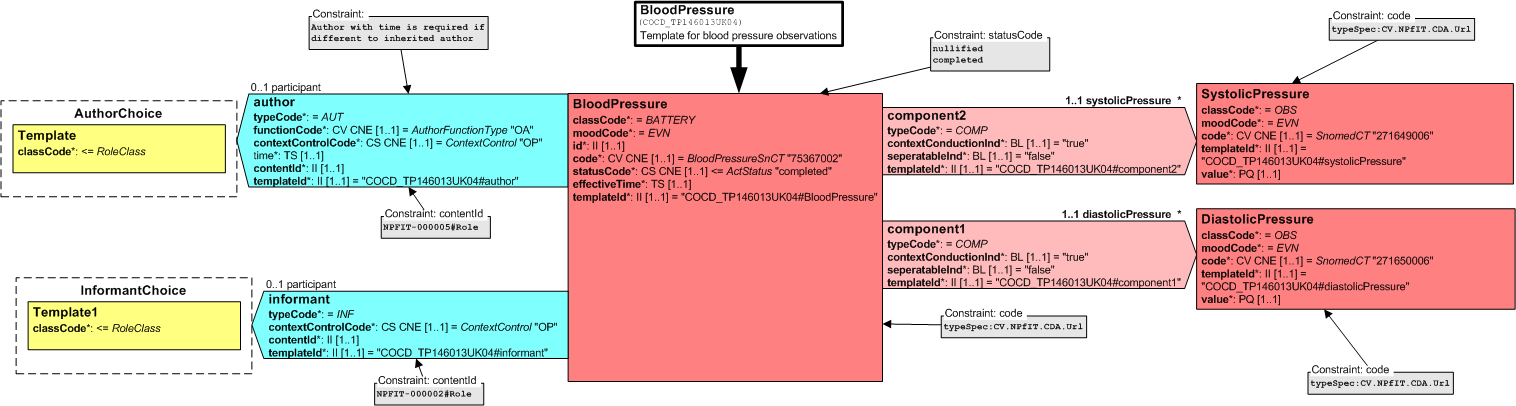 Constraint:
Author with time is required if
different to inherited author
BloodPressure
(COCD_TP146013UK04)
Template for blood pressure observations
Constraint: statusCode
nullified
completed
Constraint: code
typeSpec:CV.NPfIT.CDA.Url
AuthorChoice
Template
classCode*: <= RoleClass
0..1 participant
author
typeCode*: = AUT
functionCode*: CV CNE [1..1] = AuthorFunctionType "OA"
contextControlCode*: CS CNE [1..1] = ContextControl "OP"
time*: TS [1..1]
contentId*: II [1..1]
templateId*: II [1..1] = "COCD_TP146013UK04#author"
Constraint: contentId
NPFIT-000005#Role
BloodPressure
classCode*: = BATTERY
moodCode*: = EVN
id*: II [1..1]
code*: CV CNE [1..1] = BloodPressureSnCT "75367002"
statusCode*: CS CNE [1..1] <= ActStatus "completed"
effectiveTime*: TS [1..1]
templateId*: II [1..1] = "COCD_TP146013UK04#BloodPressure"
1..1 systolicPressure *
component2
typeCode*: = COMP
contextConductionInd*: BL [1..1] = "true"
seperatableInd*: BL [1..1] = "false"
templateId*: II [1..1] = "COCD_TP146013UK04#component2"
SystolicPressure
classCode*: = OBS
moodCode*: = EVN
code*: CV CNE [1..1] = SnomedCT "271649006"
templateId*: II [1..1] =
"COCD_TP146013UK04#systolicPressure"
value*: PQ [1..1]
1..1 diastolicPressure *
component1
typeCode*: = COMP
contextConductionInd*: BL [1..1] = "true"
seperatableInd*: BL [1..1] = "false"
templateId*: II [1..1] = "COCD_TP146013UK04#component1"
DiastolicPressure
classCode*: = OBS
moodCode*: = EVN
code*: CV CNE [1..1] = SnomedCT "271650006"
templateId*: II [1..1] =
"COCD_TP146013UK04#diastolicPressure"
value*: PQ [1..1]
InformantChoice
Template1
classCode*: <= RoleClass
0..1 participant
informant
typeCode*: = INF
contextControlCode*: CS CNE [1..1] = ContextControl "OP"
contentId*: II [1..1]
templateId*: II [1..1] = "COCD_TP146013UK04#informant"
Constraint: contentId
NPFIT-000002#Role
Constraint: code
typeSpec:CV.NPfIT.CDA.Url
Constraint: code
typeSpec:CV.NPfIT.CDA.Url